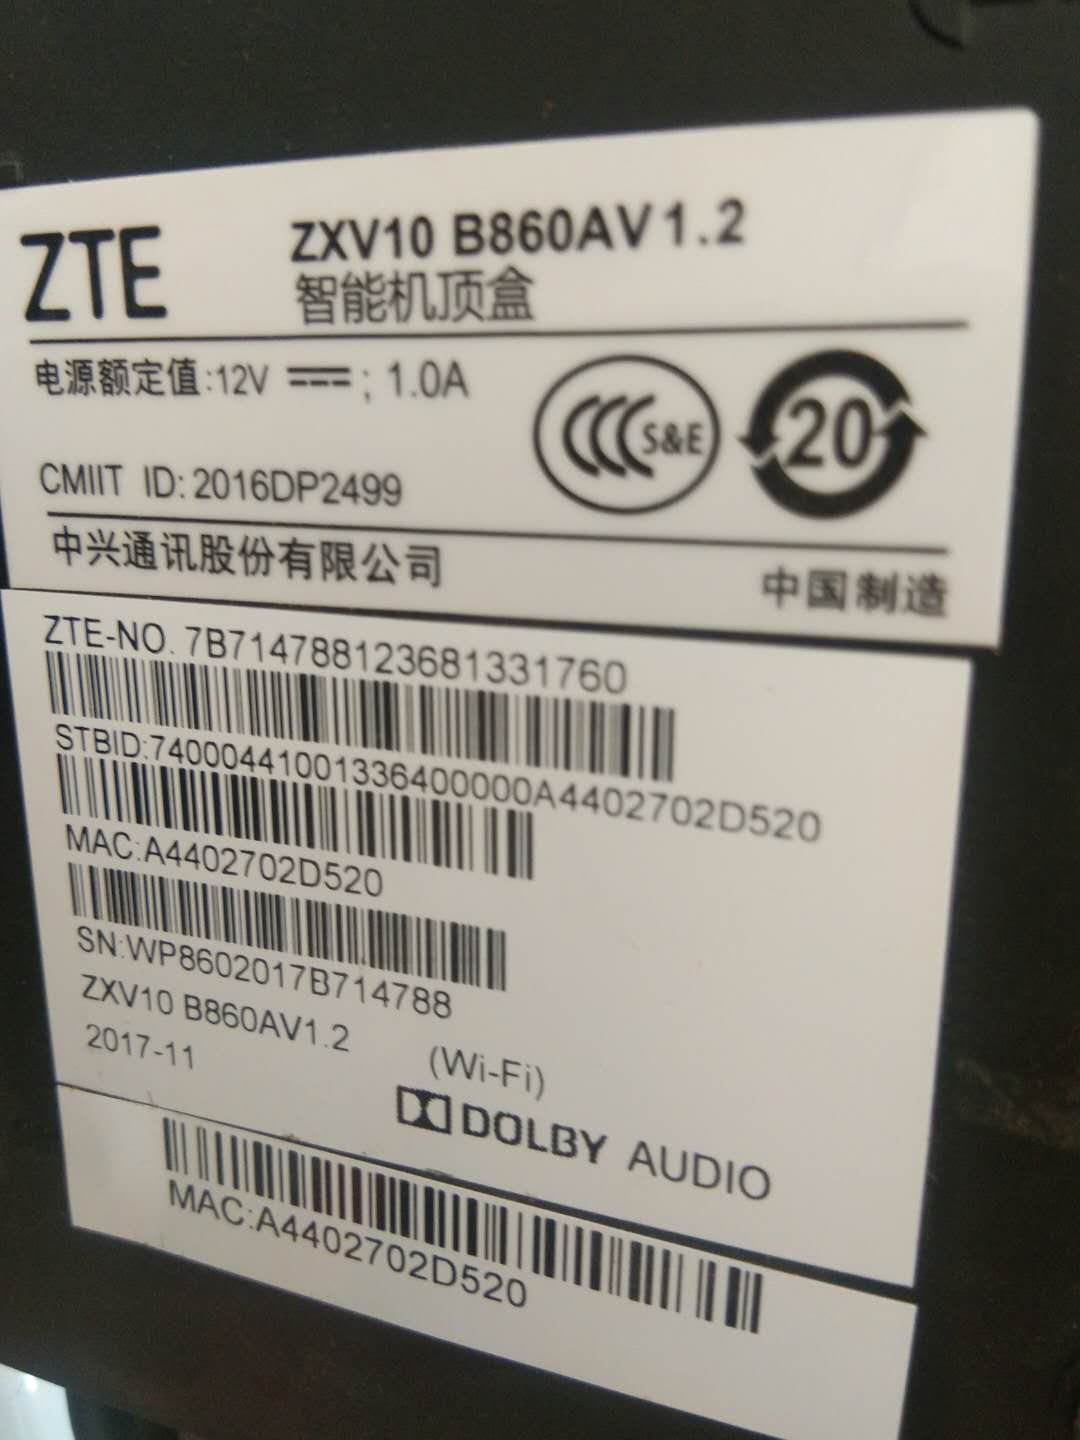 ZTE
ZXV10 B860AV1.2
智能机顶盒
电源额定值:12V ⎓; 1.0A
S&E
20
CMIIT ID: 2016DP2499
中兴通讯股份有限公司
中国制造
ZTE-NO. 7B714788123681331760
STBID:74000441001336400000A4402702D520
MAC:A4402702D520
SN:WP8602017B714788
ZXV10 B860AV1.2
2017-11
(Wi-Fi)
DOLBY AUDIO
MAC:A4402702D520